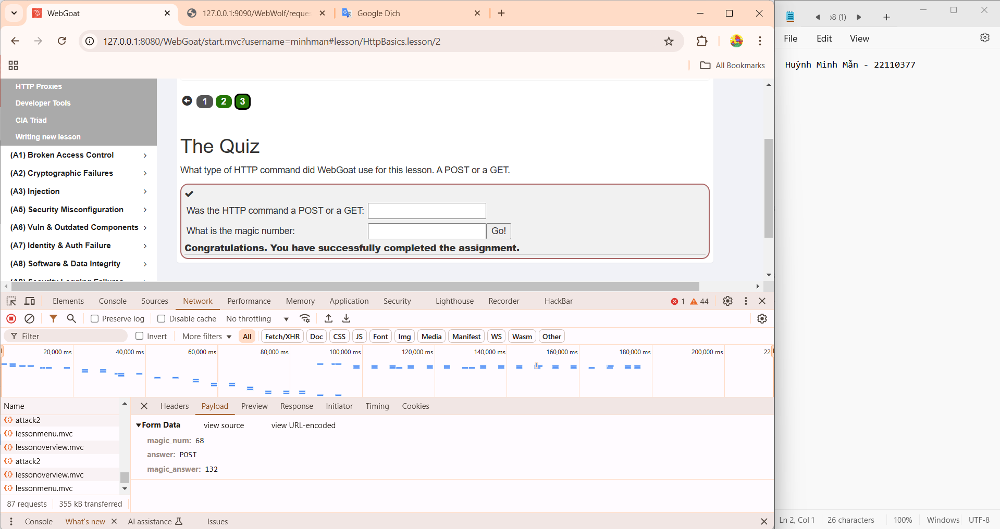 WebGoat
127.0.0.1:9090/WebWolf/reque
Google Dịch
127.0.0.1:8080/WebGoat/start.mvc?username=minhman#lesson/HttpBasics.lesson/2
All Bookmarks
HTTP Proxies
Developer Tools
CIA Triad
Writing new lesson
(A1) Broken Access Control
(A2) Cryptographic Failures
(A3) Injection
(A5) Security Misconfiguration
(A6) Vuln & Outdated Components
(A7) Identity & Auth Failure
(A8) Software & Data Integrity
1 2 3
The Quiz
What type of HTTP command did WebGoat use for this lesson. A POST or a GET.
Was the HTTP command a POST or a GET:
What is the magic number: Go!
Congratulations. You have successfully completed the assignment.
Elements Console Sources Network Performance Memory Application Security Lighthouse Recorder HackBar 1 44
Preserve log Disable cache No throttling
Filter Invert More filters All Fetch/XHR Doc CSS JS Font Img Media Manifest WS Wasm Other
20,000 ms 40,000 ms 60,000 ms 80,000 ms 100,000 ms 120,000 ms 140,000 ms 160,000 ms 180,000 ms 200,000 ms 22
Name
attack2
lessonmenu.mvc
lessonoverview.mvc
attack2
lessonoverview.mvc
lessonmenu.mvc
87 requests 355 kB transferred
Headers Payload Preview Response Initiator Timing Cookies
Form Data view source view URL-encoded
magic_num: 68
answer: POST
magic_answer: 132
Console What's new AI assistance Issues
8 (1)
File Edit View
Huỳnh Minh Mẫn - 22110377
Ln 2, Col 1 26 characters 100% Windows UTF-8